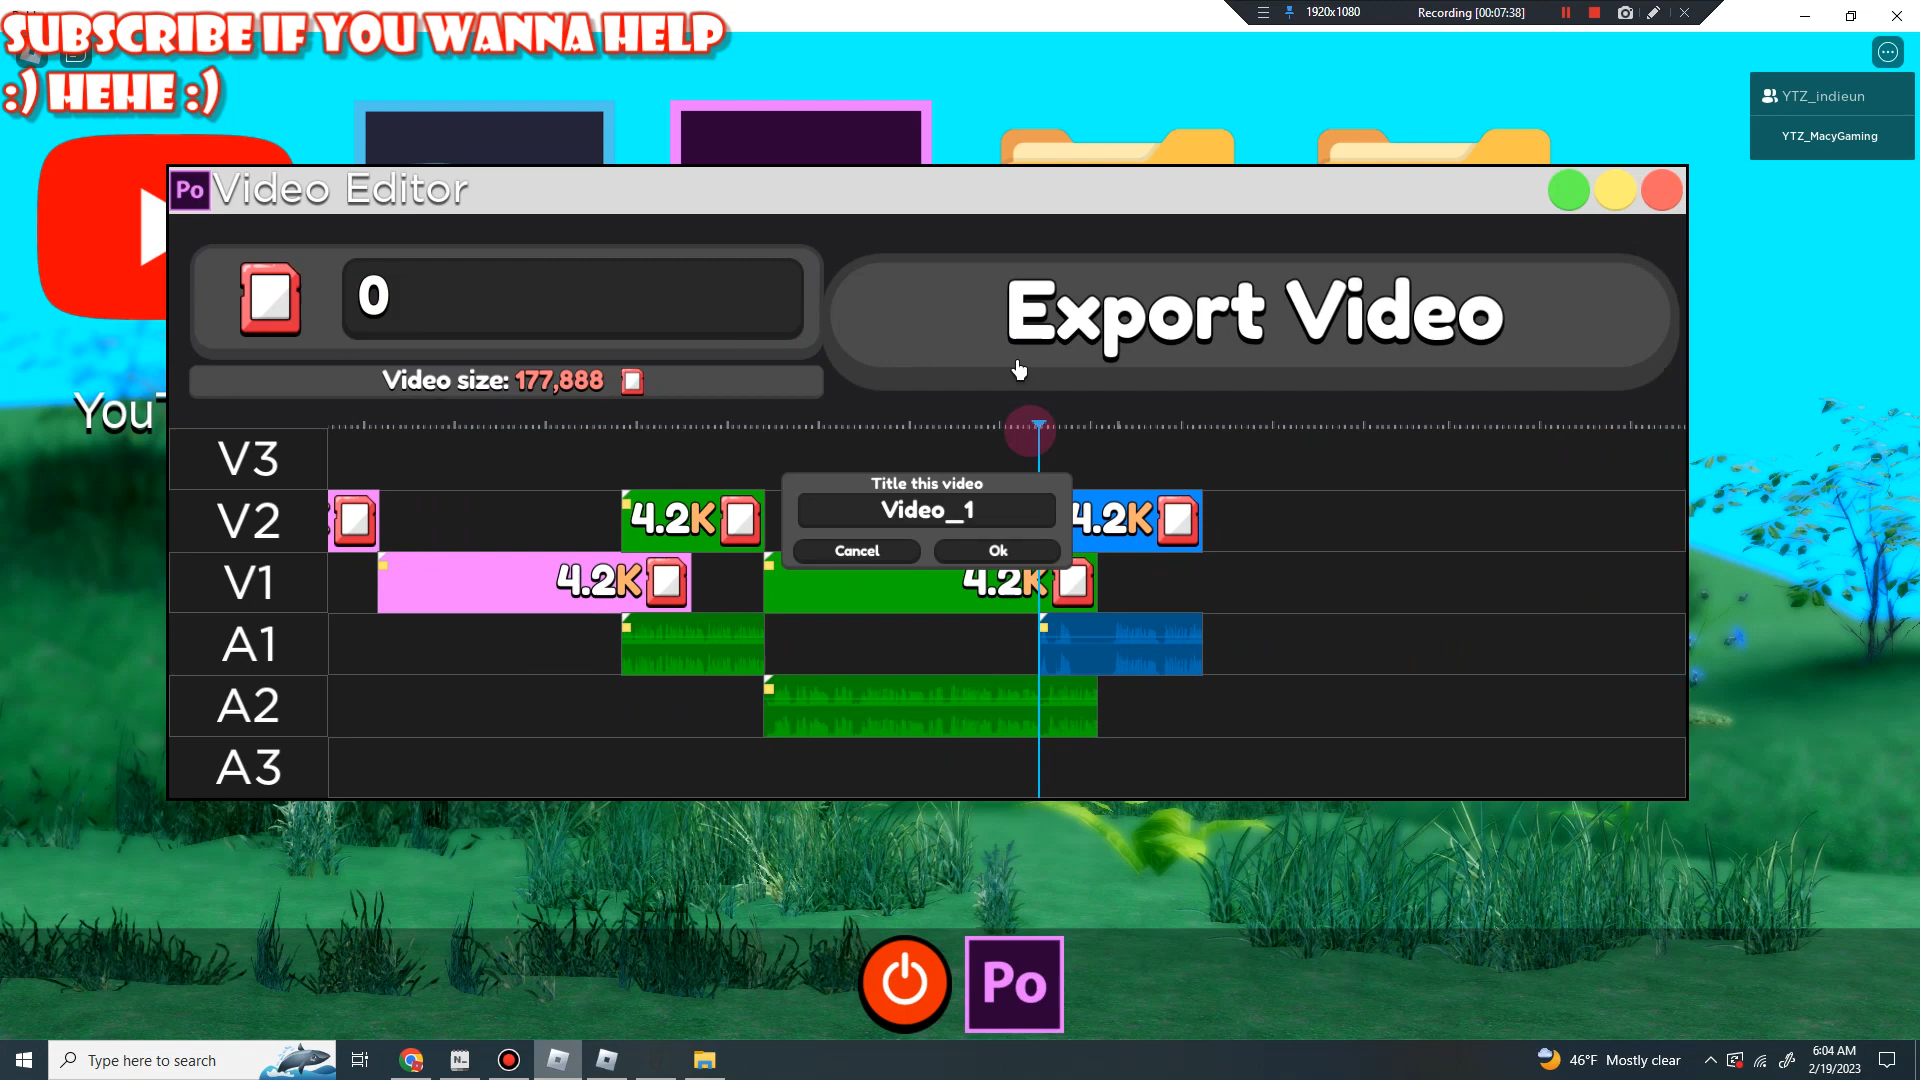 1920x1080
Recording [00:07:38]
SUBSCRIBE IF YOU WANNA HELP
:) HEHE :)
YTZ_indieun
YTZ_MacyGaming
Po Video Editor
0
Export Video
Video size: 177,888
You
V3
Title this video
Video_1
Cancel Ok
V2 4.2K 4.2K
V1 4.2K 4.2K
A1
A2
A3
Po
Type here to search
46°F Mostly clear
6:04 AM
2/19/2023